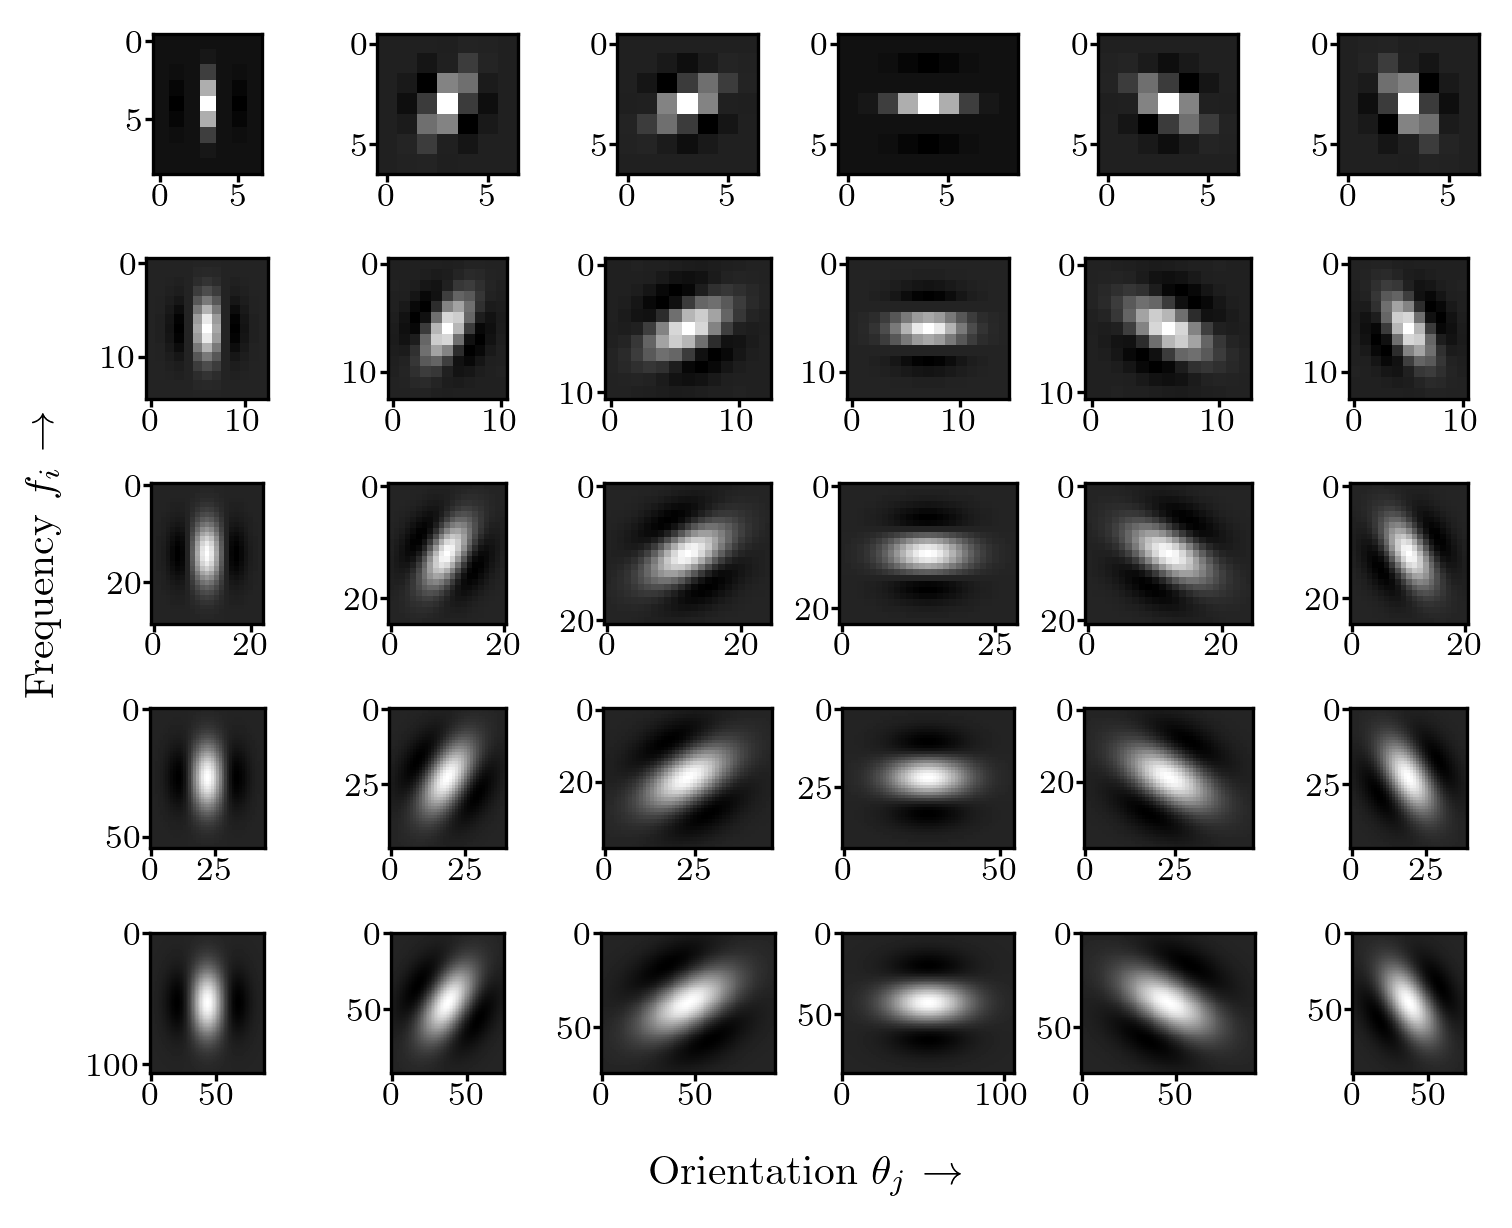 0 0 0 0 0 0
5 5 5 5 5 5
0 5 0 5 0 5 0 5 0 5 0 5
0 0 0 0 0 0
10 10 10 10 10 10
0 10 0 10 0 10 0 10 0 10 0 10
Frequency f_i →
0 0 0 0 0 0
20 20 20 20 20 20
0 20 0 20 0 20 0 25 0 20 0 20
0 0 0 0 0 0
25 20 25 20 25
50
0 25 0 25 0 25 0 50 0 25 0 25
0 0 0 0 0 0
50 50 50 50 50
100
0 50 0 50 0 50 0 100 0 50 0 50
Orientation θ_j →